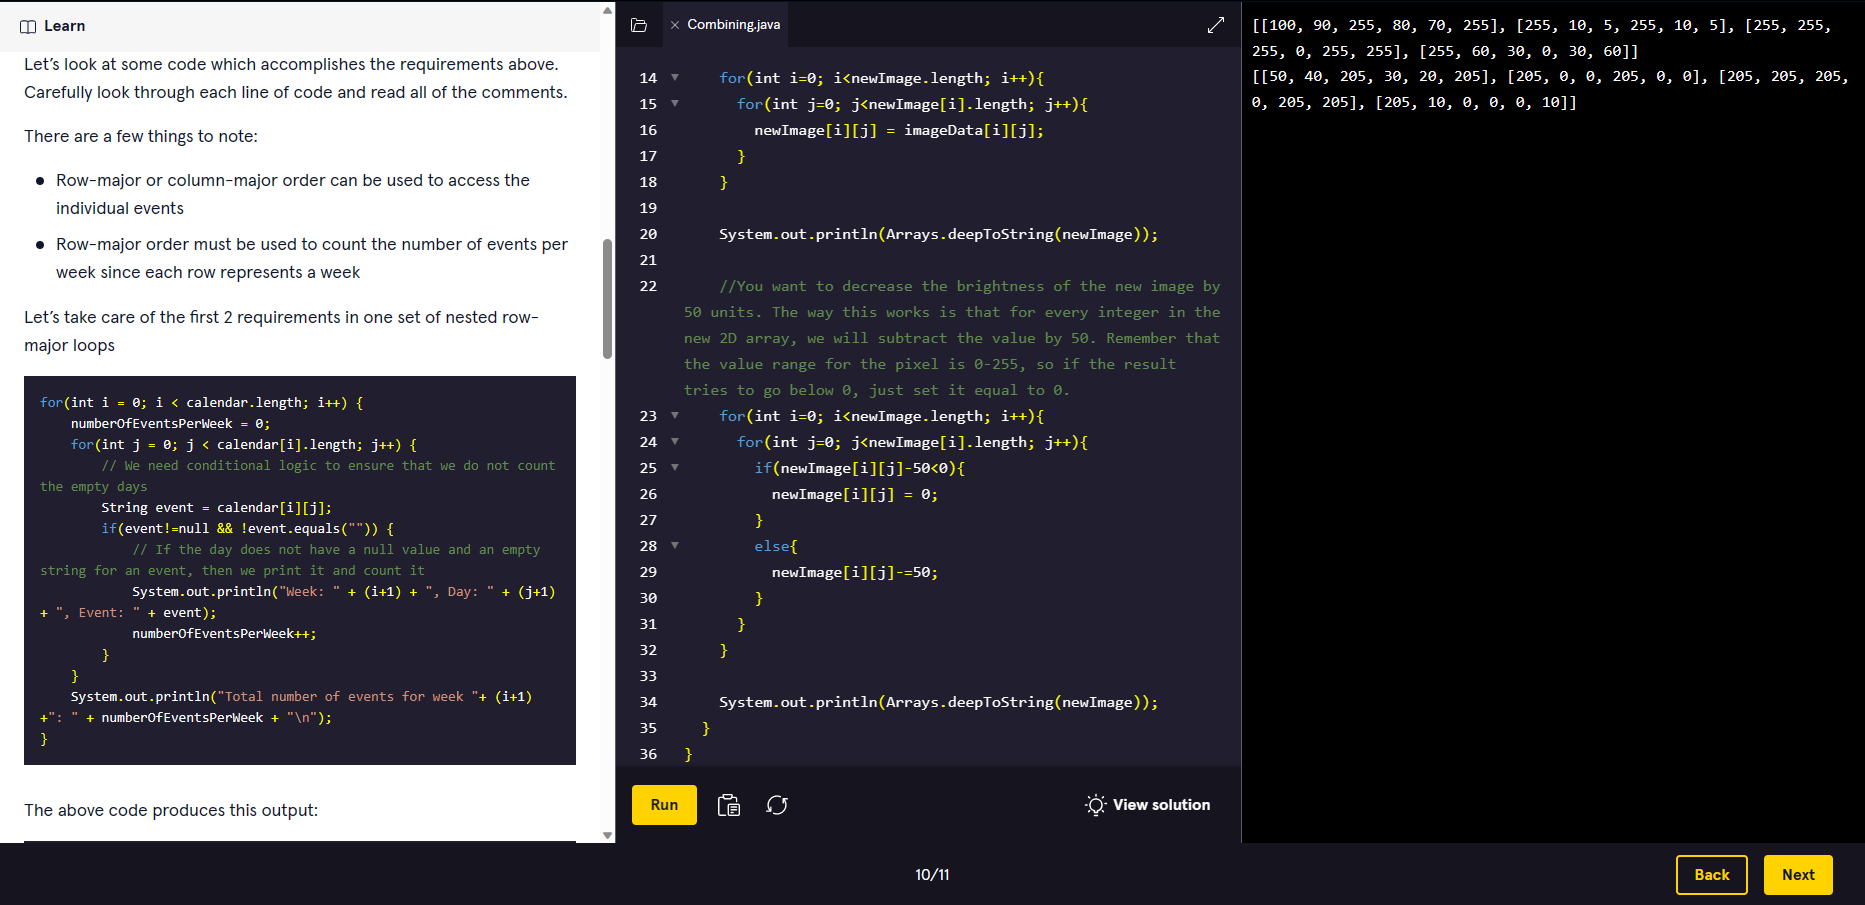 Learn
Let's look at some code which accomplishes the requirements above.
Carefully look through each line of code and read all of the comments.
There are a few things to note:
Row-major or column-major order can be used to access the
individual events
Row-major order must be used to count the number of events per
week since each row represents a week
Let's take care of the first 2 requirements in one set of nested row-
major loops
for(int i = 0; i < calendar.length; i++) {
numberOfEventsPerWeek = 0;
for(int j = 0; j < calendar[i].length; j++) {
// We need conditional logic to ensure that we do not count
the empty days
String event = calendar[i][j];
if(event!=null && !event.equals("")) {
// If the day does not have a null value and an empty
string for an event, then we print it and count it
System.out.println("Week: " + (i+1) + ", Day: " + (j+1)
+ ", Event: " + event);
numberOfEventsPerWeek++;
}
}
System.out.println("Total number of events for week "+ (i+1)
+": " + numberOfEventsPerWeek + "\n");
}
The above code produces this output:
Combining.java
14 for(int i=0; i<newImage.length; i++){
15 for(int j=0; j<newImage[i].length; j++){
16 newImage[i][j] = imageData[i][j];
17 }
18 }
19
20 System.out.println(Arrays.deepToString(newImage));
21
22 //You want to decrease the brightness of the new image by
50 units. The way this works is that for every integer in the
new 2D array, we will subtract the value by 50. Remember that
the value range for the pixel is 0-255, so if the result
tries to go below 0, just set it equal to 0.
23 for(int i=0; i<newImage.length; i++){
24 for(int j=0; j<newImage[i].length; j++){
25 if(newImage[i][j]-50<0){
26 newImage[i][j] = 0;
27 }
28 else{
29 newImage[i][j]-=50;
30 }
31 }
32 }
33
34 System.out.println(Arrays.deepToString(newImage));
35 }
36 }
Run
View solution
[[100, 90, 255, 80, 70, 255], [255, 10, 5, 255, 10, 5], [255, 255,
255, 0, 255, 255], [255, 60, 30, 0, 30, 60]]
[[50, 40, 205, 30, 20, 205], [205, 0, 0, 205, 0, 0], [205, 205, 205,
0, 205, 205], [205, 10, 0, 0, 0, 10]]
10/11
Back
Next